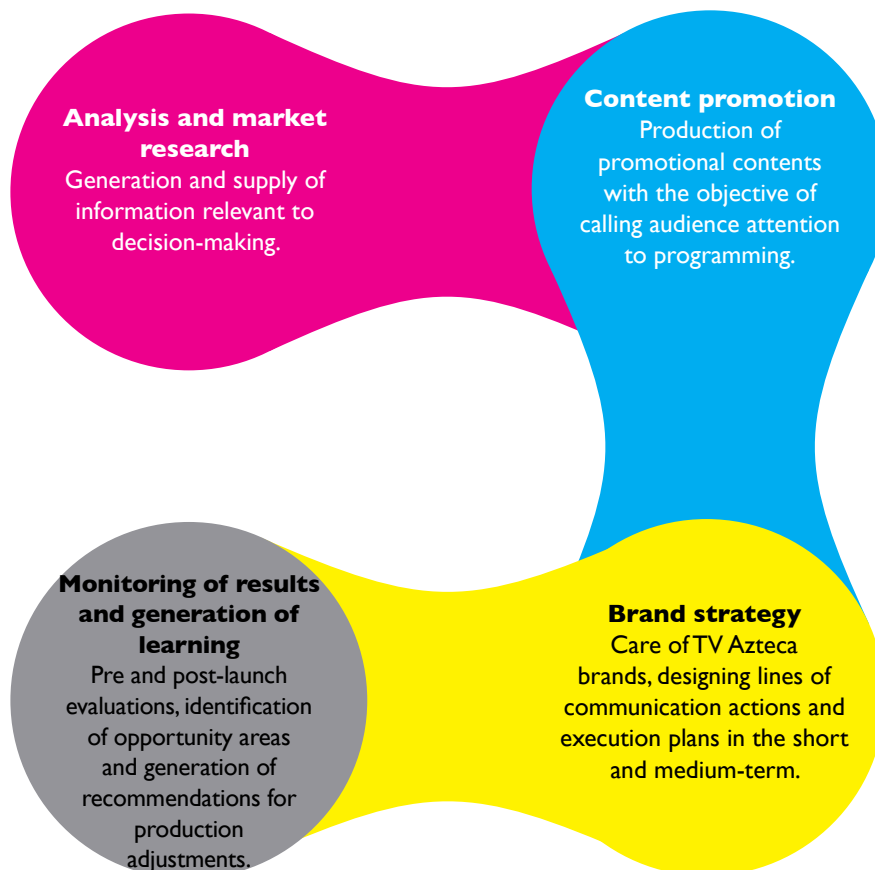 Analysis and market
research
Generation and supply of
information relevant to
decision-making.
Content promotion
Production of
promotional contents
with the objective of
calling audience attention
to programming.
Brand strategy
Care of TV Azteca
brands, designing lines of
communication actions and
execution plans in the short
and medium-term.
Monitoring of results
and generation of
learning
Pre and post-launch
evaluations, identification
of opportunity areas
and generation of
recommendations for
production
adjustments.